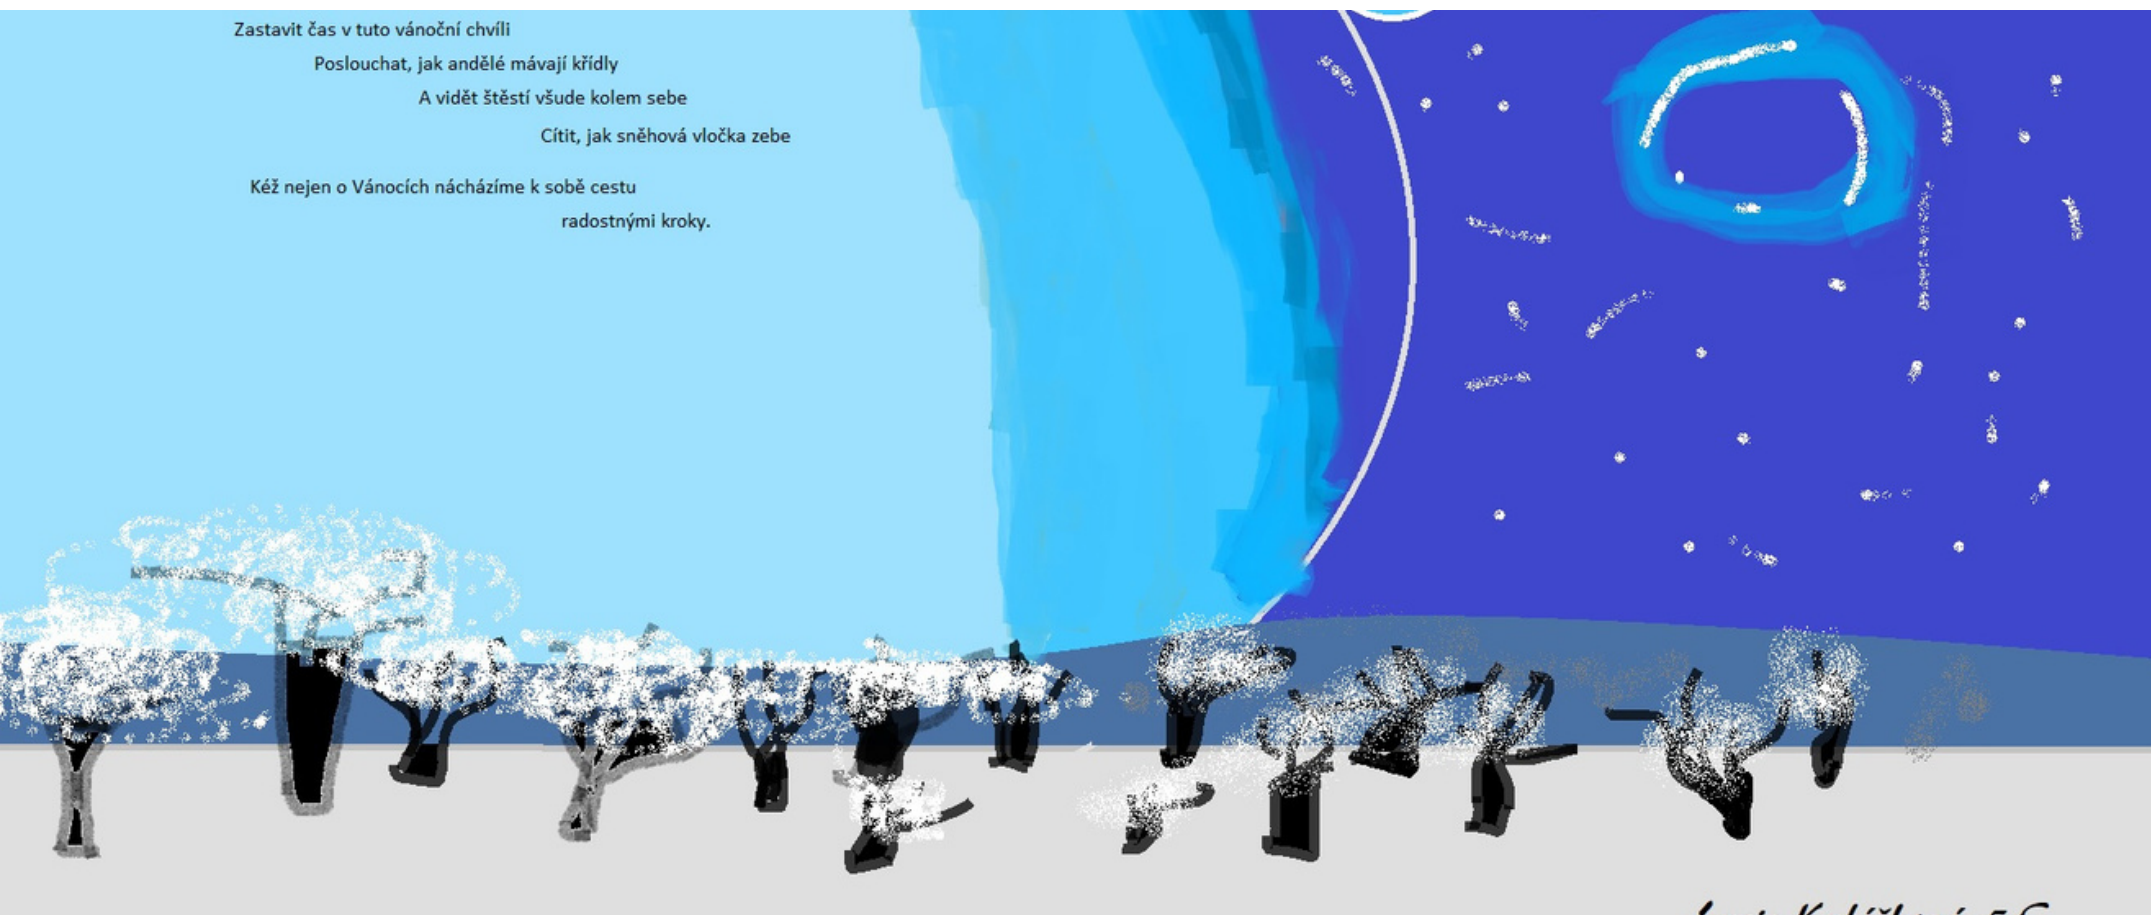 Zastavit čas v tuto vánoční chvíli
Poslouchat, jak andělé mávají křídly
A vidět štěstí všude kolem sebe
Cítit, jak sněhová vločka zebe
Kéž nejen o Vánocích nácházíme k sobě cestu
radostnými kroky.